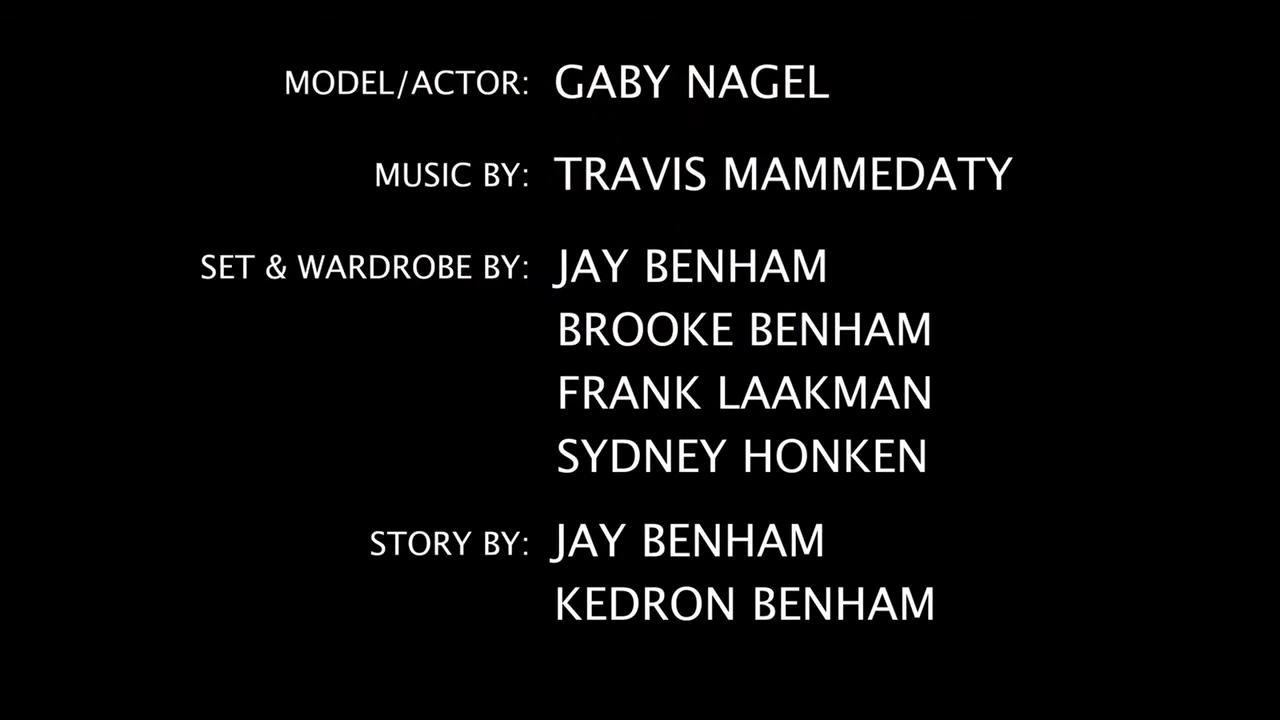 MODEL/ACTOR: GABY NAGEL
MUSIC BY: TRAVIS MAMMEDATY
SET & WARDROBE BY: JAY BENHAM
BROOKE BENHAM
FRANK LAAKMAN
SYDNEY HONKEN
STORY BY: JAY BENHAM
KEDRON BENHAM